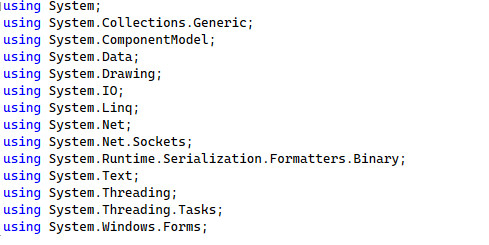 using System;
using System.Collections.Generic;
using System.ComponentModel;
using System.Data;
using System.Drawing;
using System.IO;
using System.Linq;
using System.Net;
using System.Net.Sockets;
using System.Runtime.Serialization.Formatters.Binary;
using System.Text;
using System.Threading;
using System.Threading.Tasks;
using System.Windows.Forms;